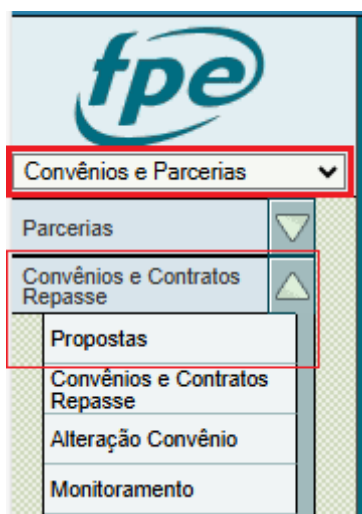 fpe
Convênios e Parcerias
Parcerias
Convênios e Contratos
Repasse
Propostas
Convênios e Contratos
Repasse
Alteração Convênio
Monitoramento